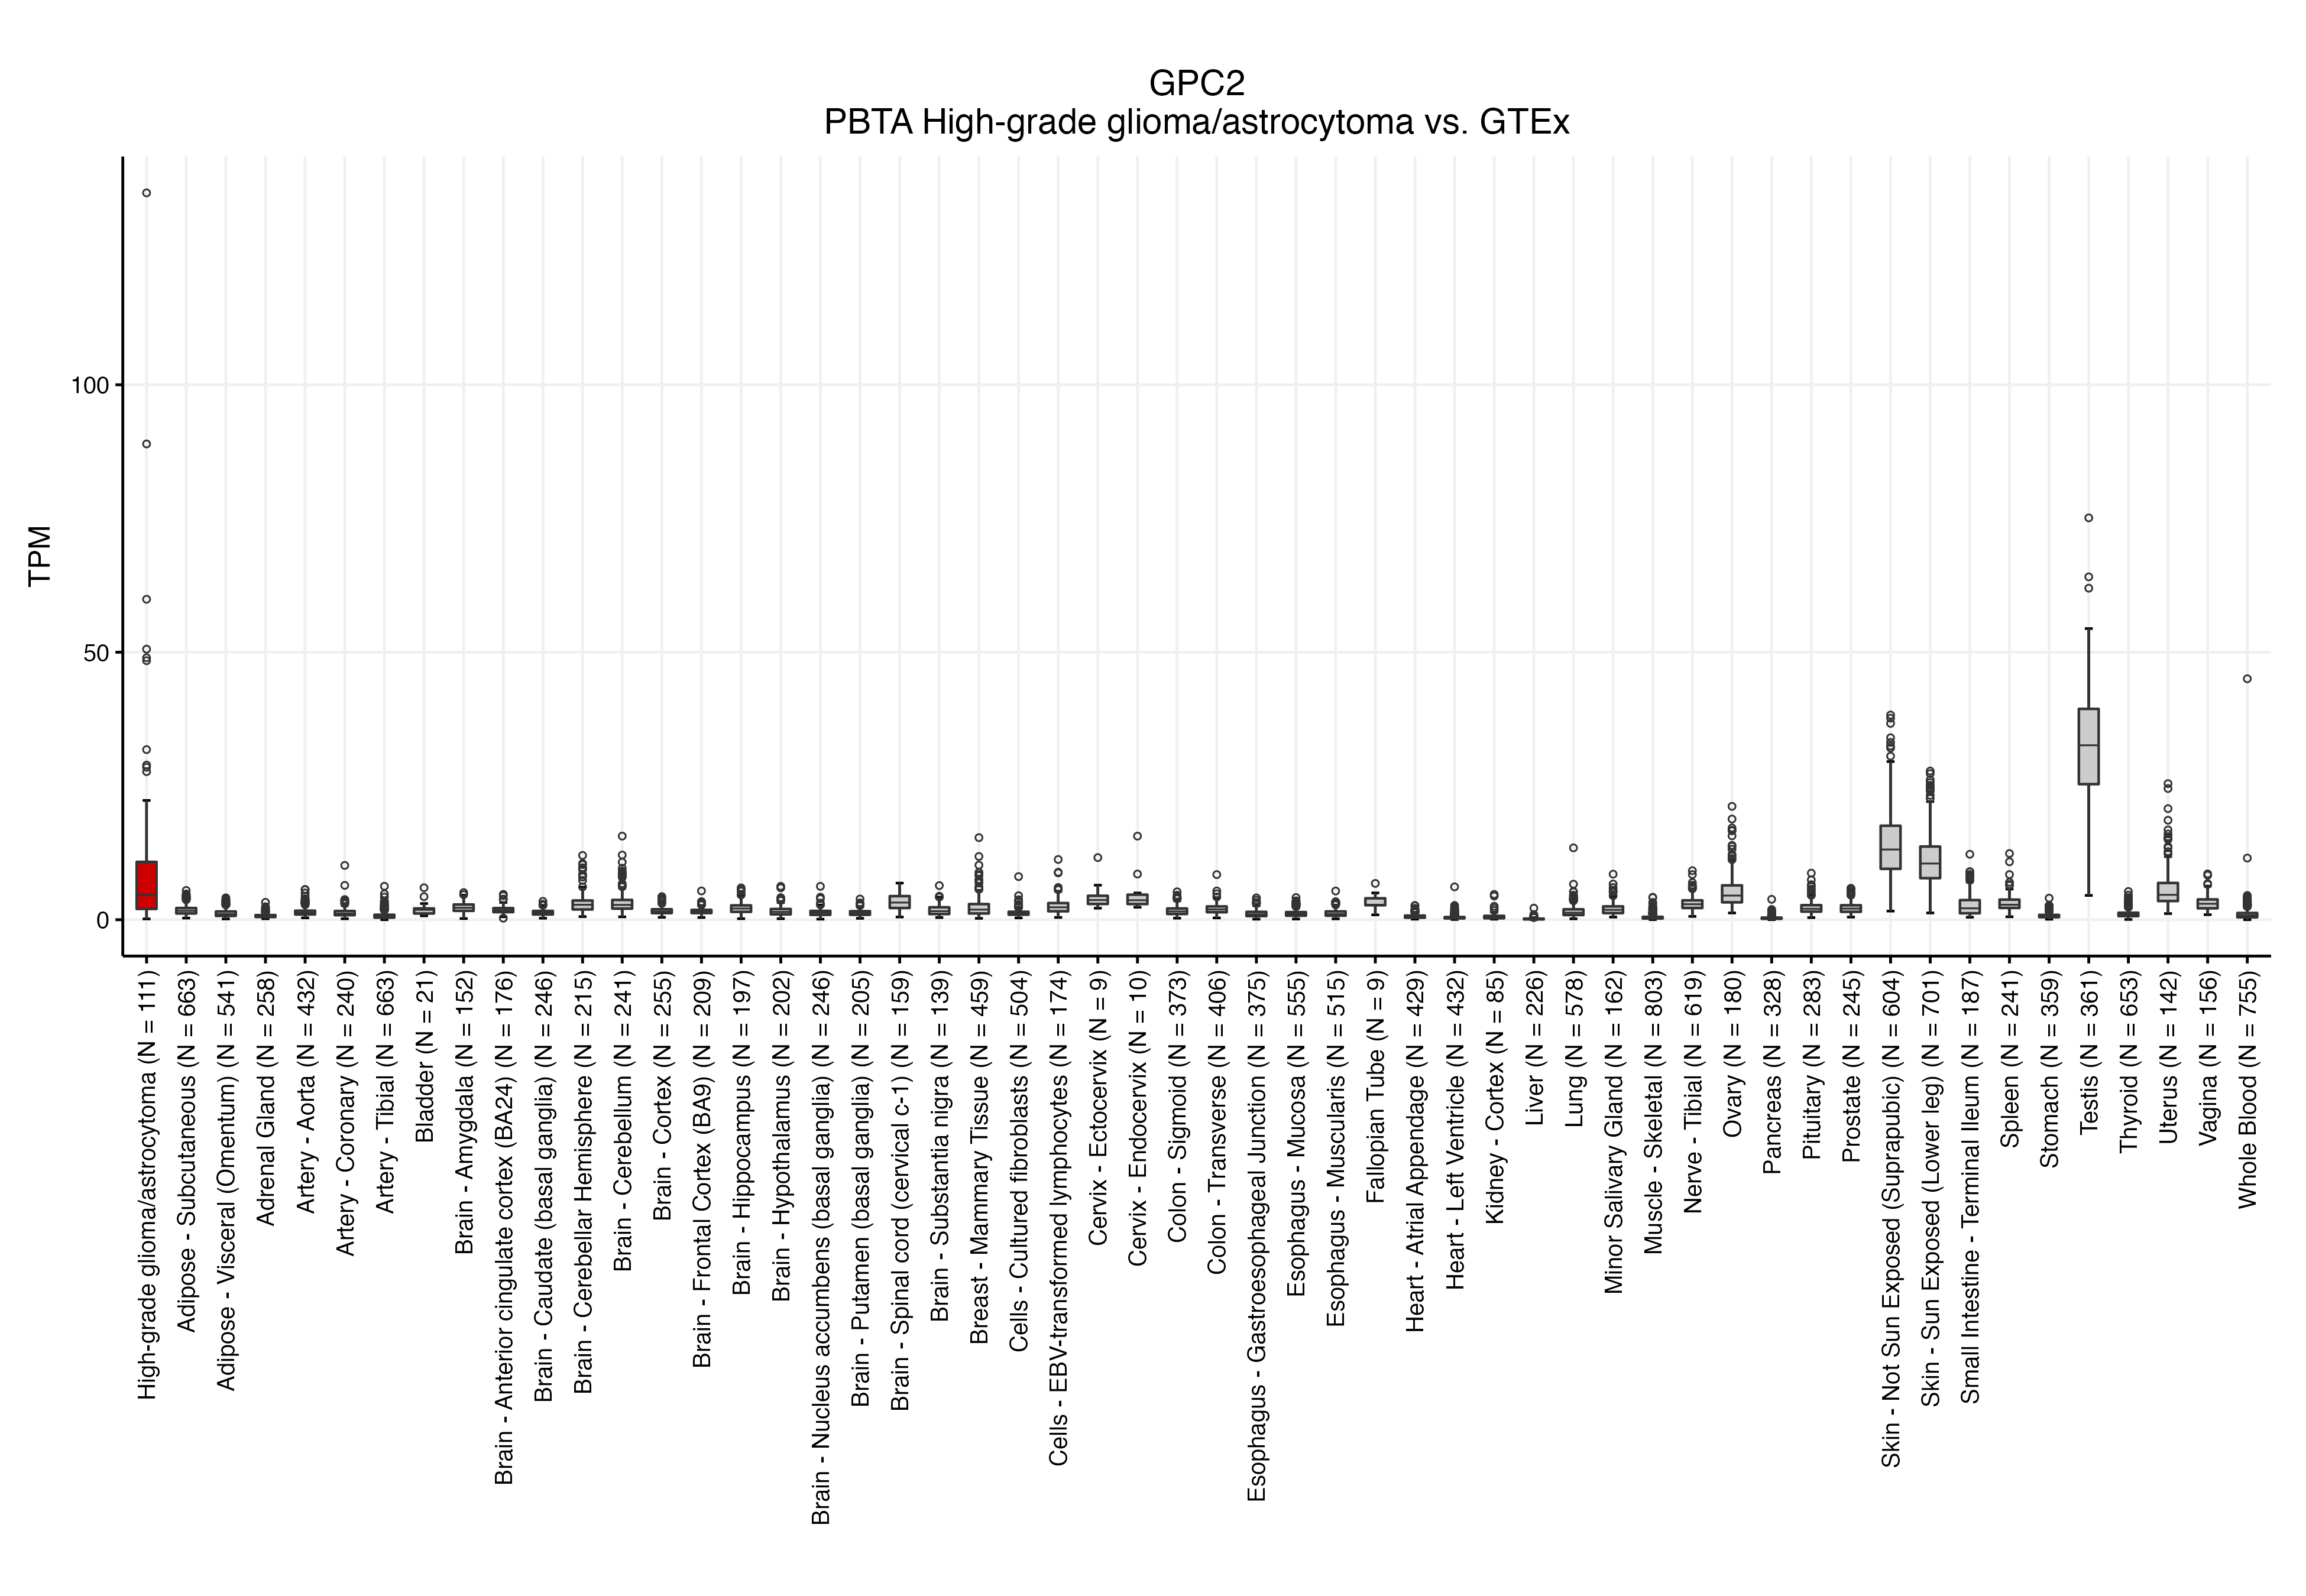 GPC2
PBTA High-grade glioma/astrocytoma vs. GTEx
TPM
100
50
0
High-grade glioma/astrocytoma (N = 111)
Adipose - Subcutaneous (N = 663)
Adipose - Visceral (Omentum) (N = 541)
Adrenal Gland (N = 258)
Artery - Aorta (N = 432)
Artery - Coronary (N = 240)
Artery - Tibial (N = 663)
Bladder (N = 21)
Brain - Amygdala (N = 152)
Brain - Anterior cingulate cortex (BA24) (N = 176)
Brain - Caudate (basal ganglia) (N = 246)
Brain - Cerebellar Hemisphere (N = 215)
Brain - Cerebellum (N = 241)
Brain - Cortex (N = 255)
Brain - Frontal Cortex (BA9) (N = 209)
Brain - Hippocampus (N = 197)
Brain - Hypothalamus (N = 202)
Brain - Nucleus accumbens (basal ganglia) (N = 246)
Brain - Putamen (basal ganglia) (N = 205)
Brain - Spinal cord (cervical c-1) (N = 159)
Brain - Substantia nigra (N = 139)
Breast - Mammary Tissue (N = 459)
Cells - Cultured fibroblasts (N = 504)
Cells - EBV-transformed lymphocytes (N = 174)
Cervix - Ectocervix (N = 9)
Cervix - Endocervix (N = 10)
Colon - Sigmoid (N = 373)
Colon - Transverse (N = 406)
Esophagus - Gastroesophageal Junction (N = 375)
Esophagus - Mucosa (N = 555)
Esophagus - Muscularis (N = 515)
Fallopian Tube (N = 9)
Heart - Atrial Appendage (N = 429)
Heart - Left Ventricle (N = 432)
Kidney - Cortex (N = 85)
Liver (N = 226)
Lung (N = 578)
Minor Salivary Gland (N = 162)
Muscle - Skeletal (N = 803)
Nerve - Tibial (N = 619)
Ovary (N = 180)
Pancreas (N = 328)
Pituitary (N = 283)
Prostate (N = 245)
Skin - Not Sun Exposed (Suprapubic) (N = 604)
Skin - Sun Exposed (Lower leg) (N = 701)
Small Intestine - Terminal Ileum (N = 187)
Spleen (N = 241)
Stomach (N = 359)
Testis (N = 361)
Thyroid (N = 653)
Uterus (N = 142)
Vagina (N = 156)
Whole Blood (N = 755)